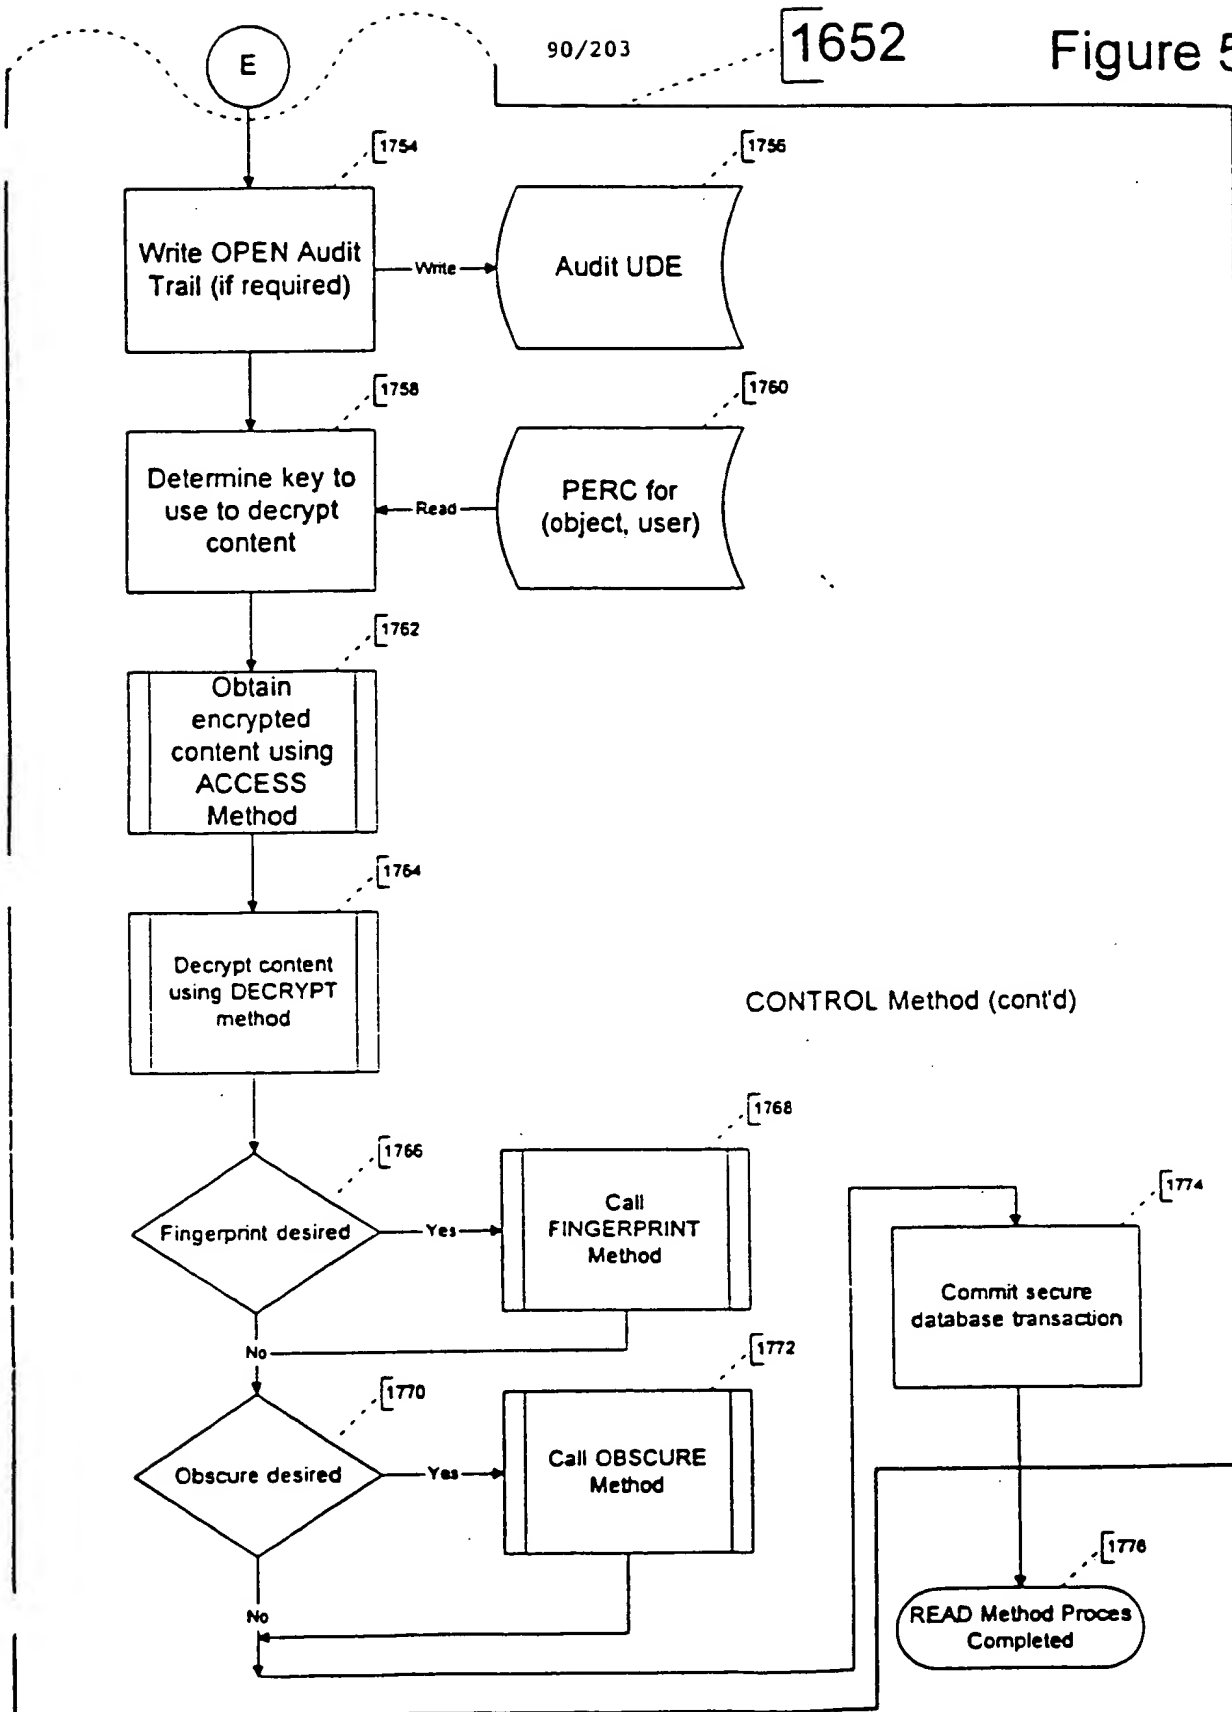 90/203
1652
Figure 5
E
1754
1756
Write OPEN Audit
Trail (if required)
Write
Audit UDE
1758
1760
Determine key to
use to decrypt
content
Read
PERC for
(object, user)
1762
Obtain
encrypted
content using
ACCESS
Method
1764
Decrypt content
using DECRYPT
method
CONTROL Method (cont'd)
1766
1768
Fingerprint desired
Yes
Call
FINGERPRINT
Method
1774
Commit secure
database transaction
No
1770
1772
Obscure desired
Yes
Call OBSCURE
Method
1776
No
READ Method Proces
Completed